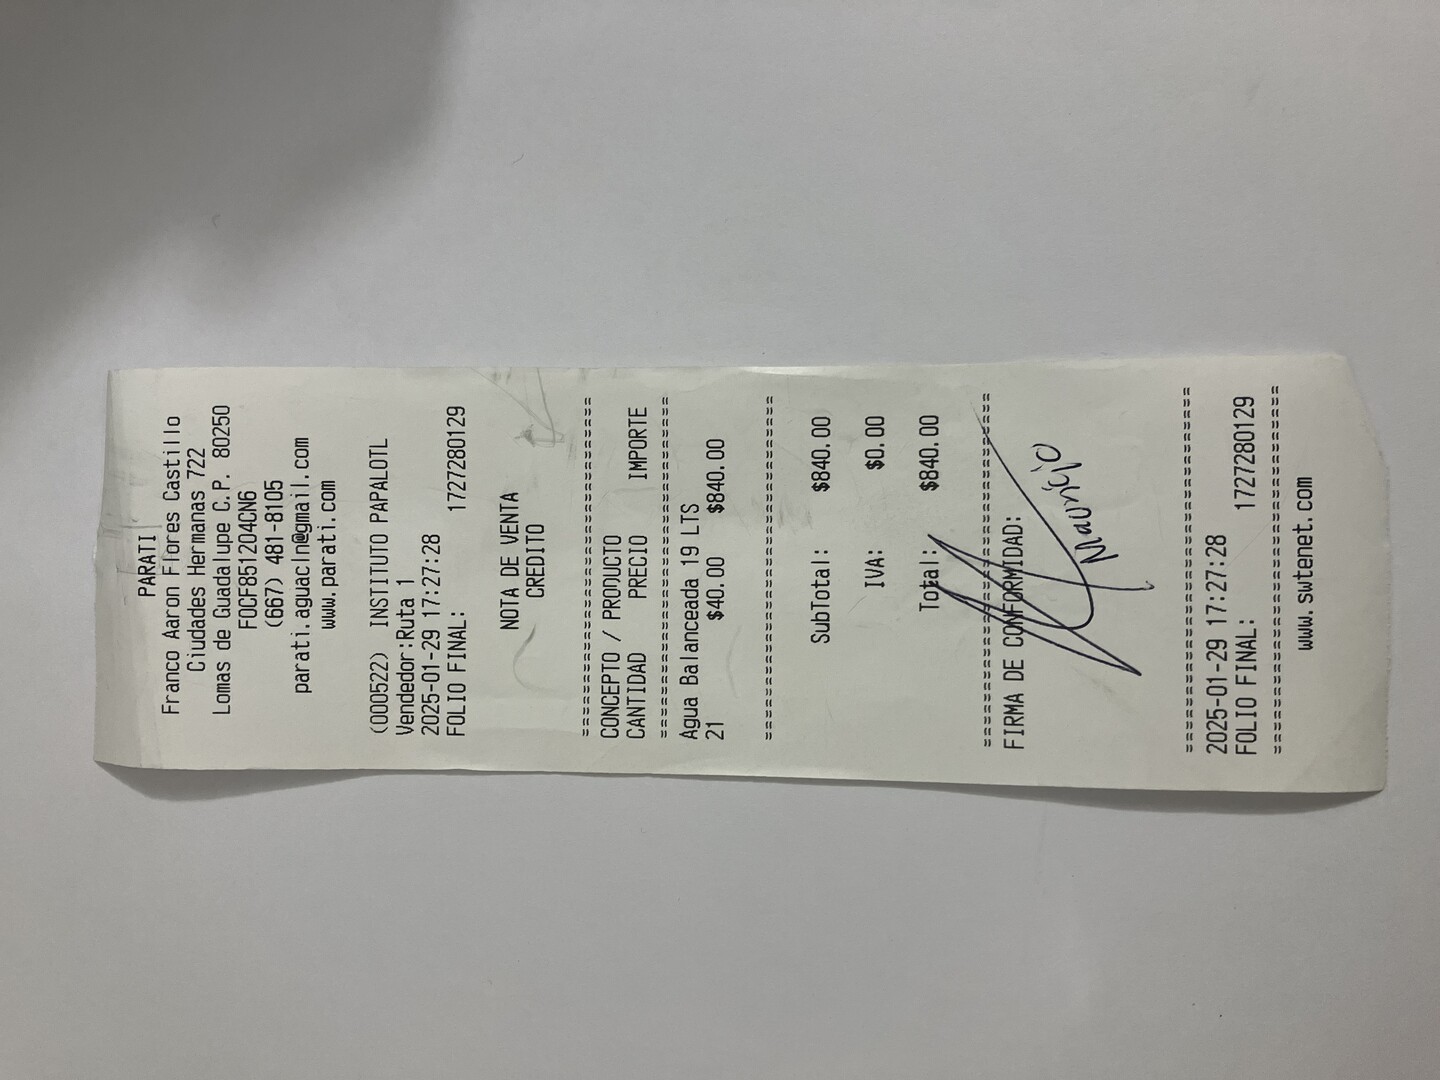 PARATI
Franco Aaron Flores Castillo
Ciudades Hermanas 722
Lomas de Guadalupe C.P. 80250
FOCF851204CN6
(667) 481-8105
parati.aguacln@gmail.com
www.parati.com
(000522) INSTITUTO PAPALOTL
Vendedor:Ruta 1
2025-01-29 17:27:28
FOLIO FINAL: 1727280129
NOTA DE VENTA
CREDITO
================================
CONCEPTO / PRODUCTO
CANTIDAD PRECIO IMPORTE
================================
Agua Balanceada 19 LTS
21 $40.00 $840.00
================================
SubTotal: $840.00
IVA: $0.00
Total: $840.00
================================
FIRMA DE CONFORMIDAD:
Mauricio
================================
2025-01-29 17:27:28
FOLIO FINAL: 1727280129
================================
www.swtenet.com